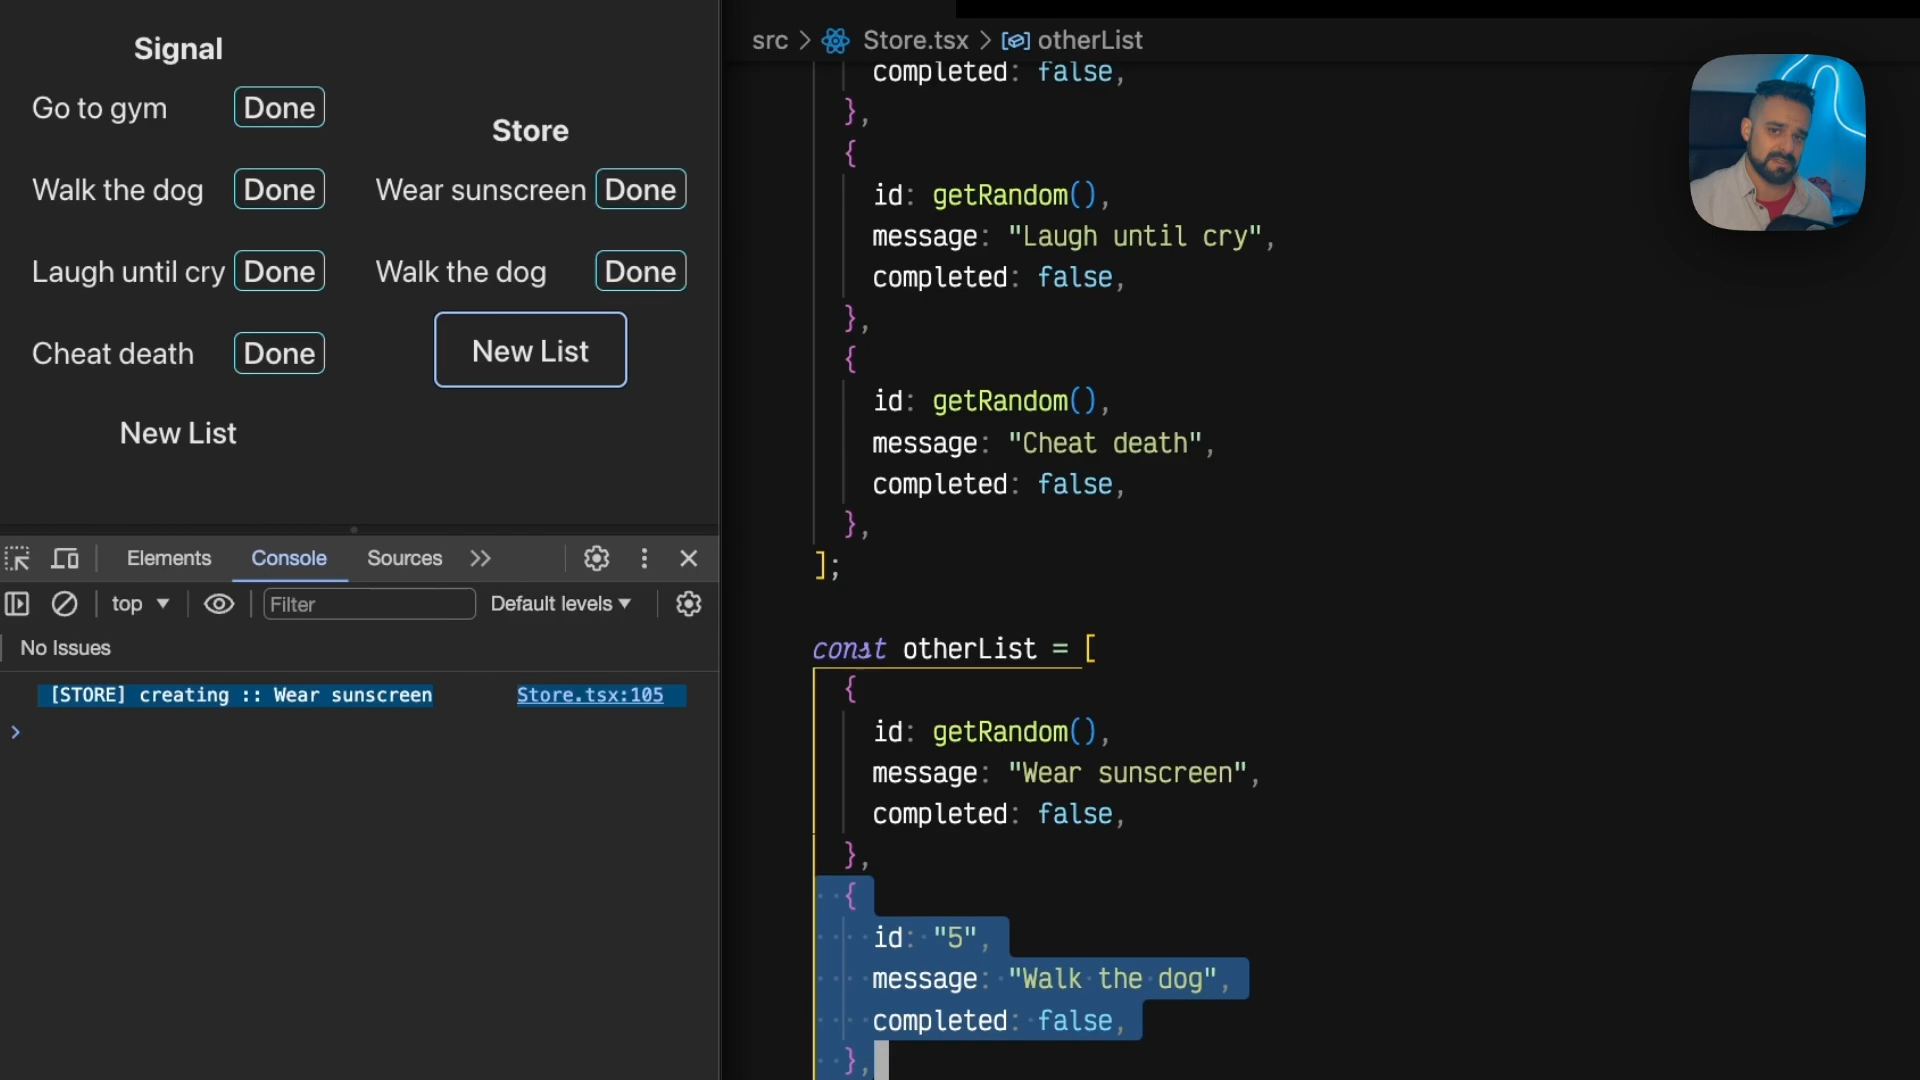 Signal
Go to gym Done
Walk the dog Done
Laugh until cry Done
Cheat death Done
New List
Store
Wear sunscreen Done
Walk the dog Done
New List
Elements Console Sources
top Filter Default levels
No Issues
[STORE] creating :: Wear sunscreen Store.tsx:105
>
src > Store.tsx > otherList
completed: false,
},
{
id: getRandom(),
message: "Laugh until cry",
completed: false,
},
{
id: getRandom(),
message: "Cheat death",
completed: false,
},
];
const otherList = [
{
id: getRandom(),
message: "Wear sunscreen",
completed: false,
},
{
id: "5",
message: "Walk the dog",
completed: false,
},